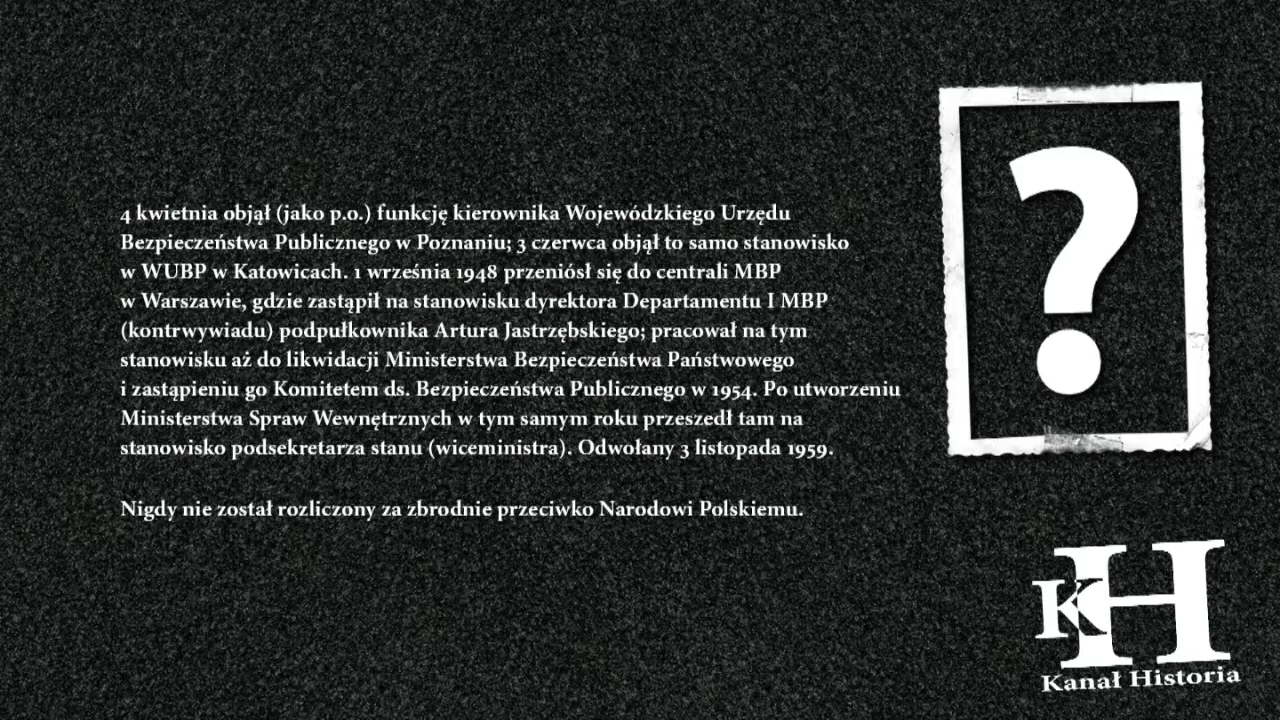 4 kwietnia objął (jako p.o.) funkcję kierownika Wojewódzkiego Urzędu
Bezpieczeństwa Publicznego w Poznaniu; 3 czerwca objął to samo stanowisko
w WUBP w Katowicach. 1 września 1948 przeniósł się do centrali MBP
w Warszawie, gdzie zastąpił na stanowisku dyrektora Departamentu I MBP
(kontrwywiadu) podpułkownika Artura Jastrzębskiego; pracował na tym
stanowisku aż do likwidacji Ministerstwa Bezpieczeństwa Państwowego
i zastąpieniu go Komitetem ds. Bezpieczeństwa Publicznego w 1954. Po utworzeniu
Ministerstwa Spraw Wewnętrznych w tym samym roku przeszedł tam na
stanowisko podsekretarza stanu (wiceministra). Odwołany 3 listopada 1959.
Nigdy nie został rozliczony za zbrodnie przeciwko Narodowi Polskiemu.
?
KH
Kanał Historia